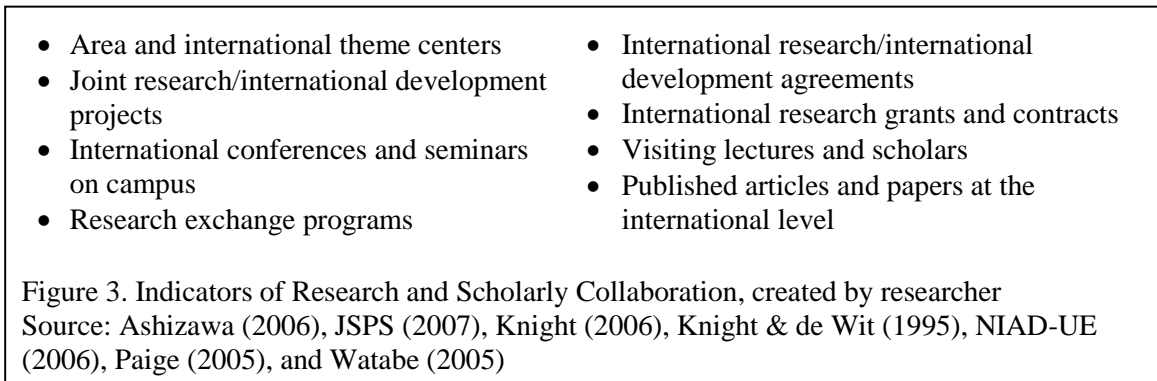 • Area and international theme centers
• Joint research/international development
projects
• International conferences and seminars
on campus
• Research exchange programs
• International research/international
development agreements
• International research grants and contracts
• Visiting lectures and scholars
• Published articles and papers at the
international level
Figure 3. Indicators of Research and Scholarly Collaboration, created by researcher
Source: Ashizawa (2006), JSPS (2007), Knight (2006), Knight & de Wit (1995), NIAD-UE
(2006), Paige (2005), and Watabe (2005)